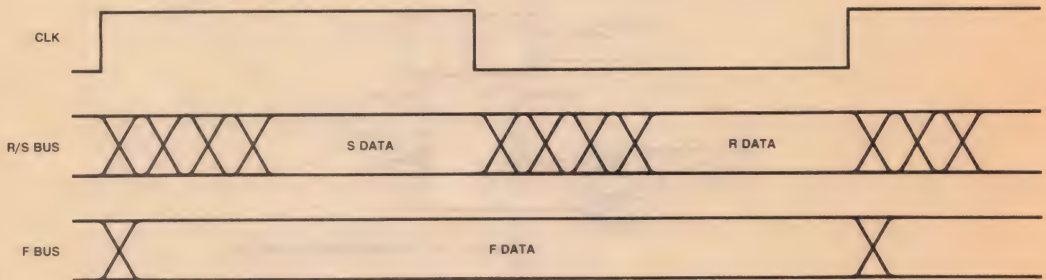 CLK
R/S BUS
S DATA
R DATA
F BUS
F DATA